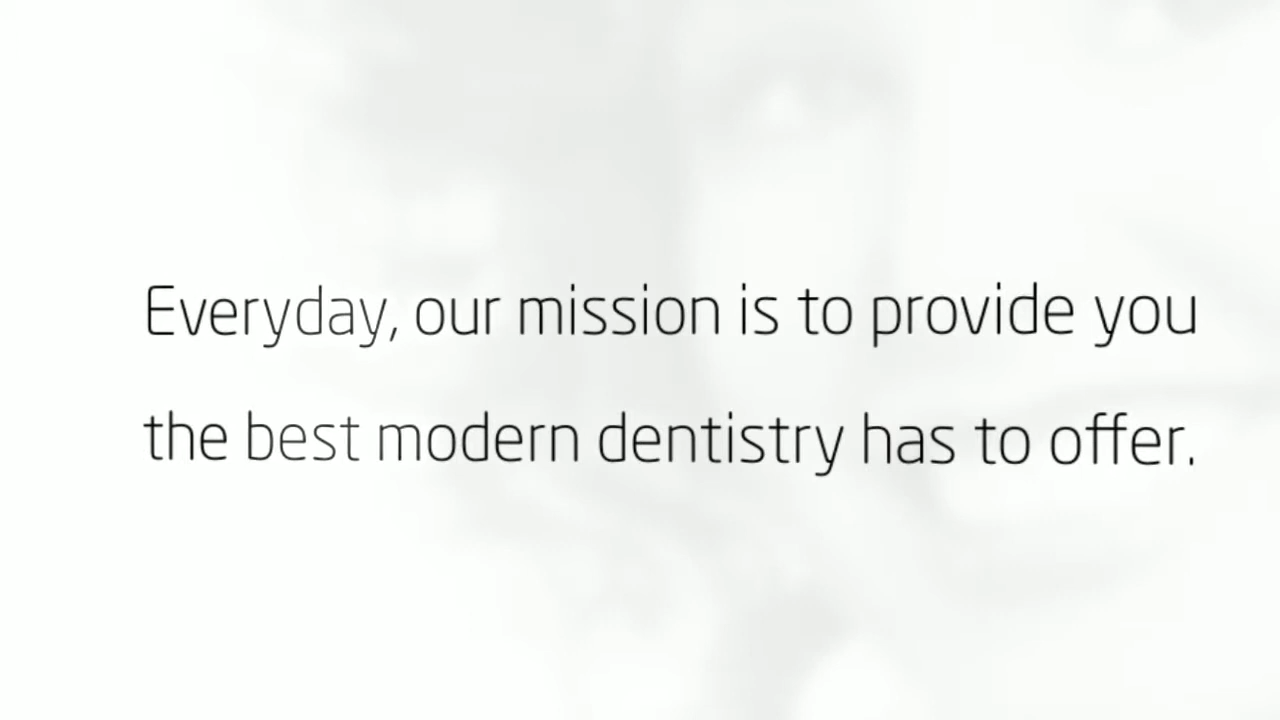 Everyday, our mission is to provide you
the best modern dentistry has to offer.